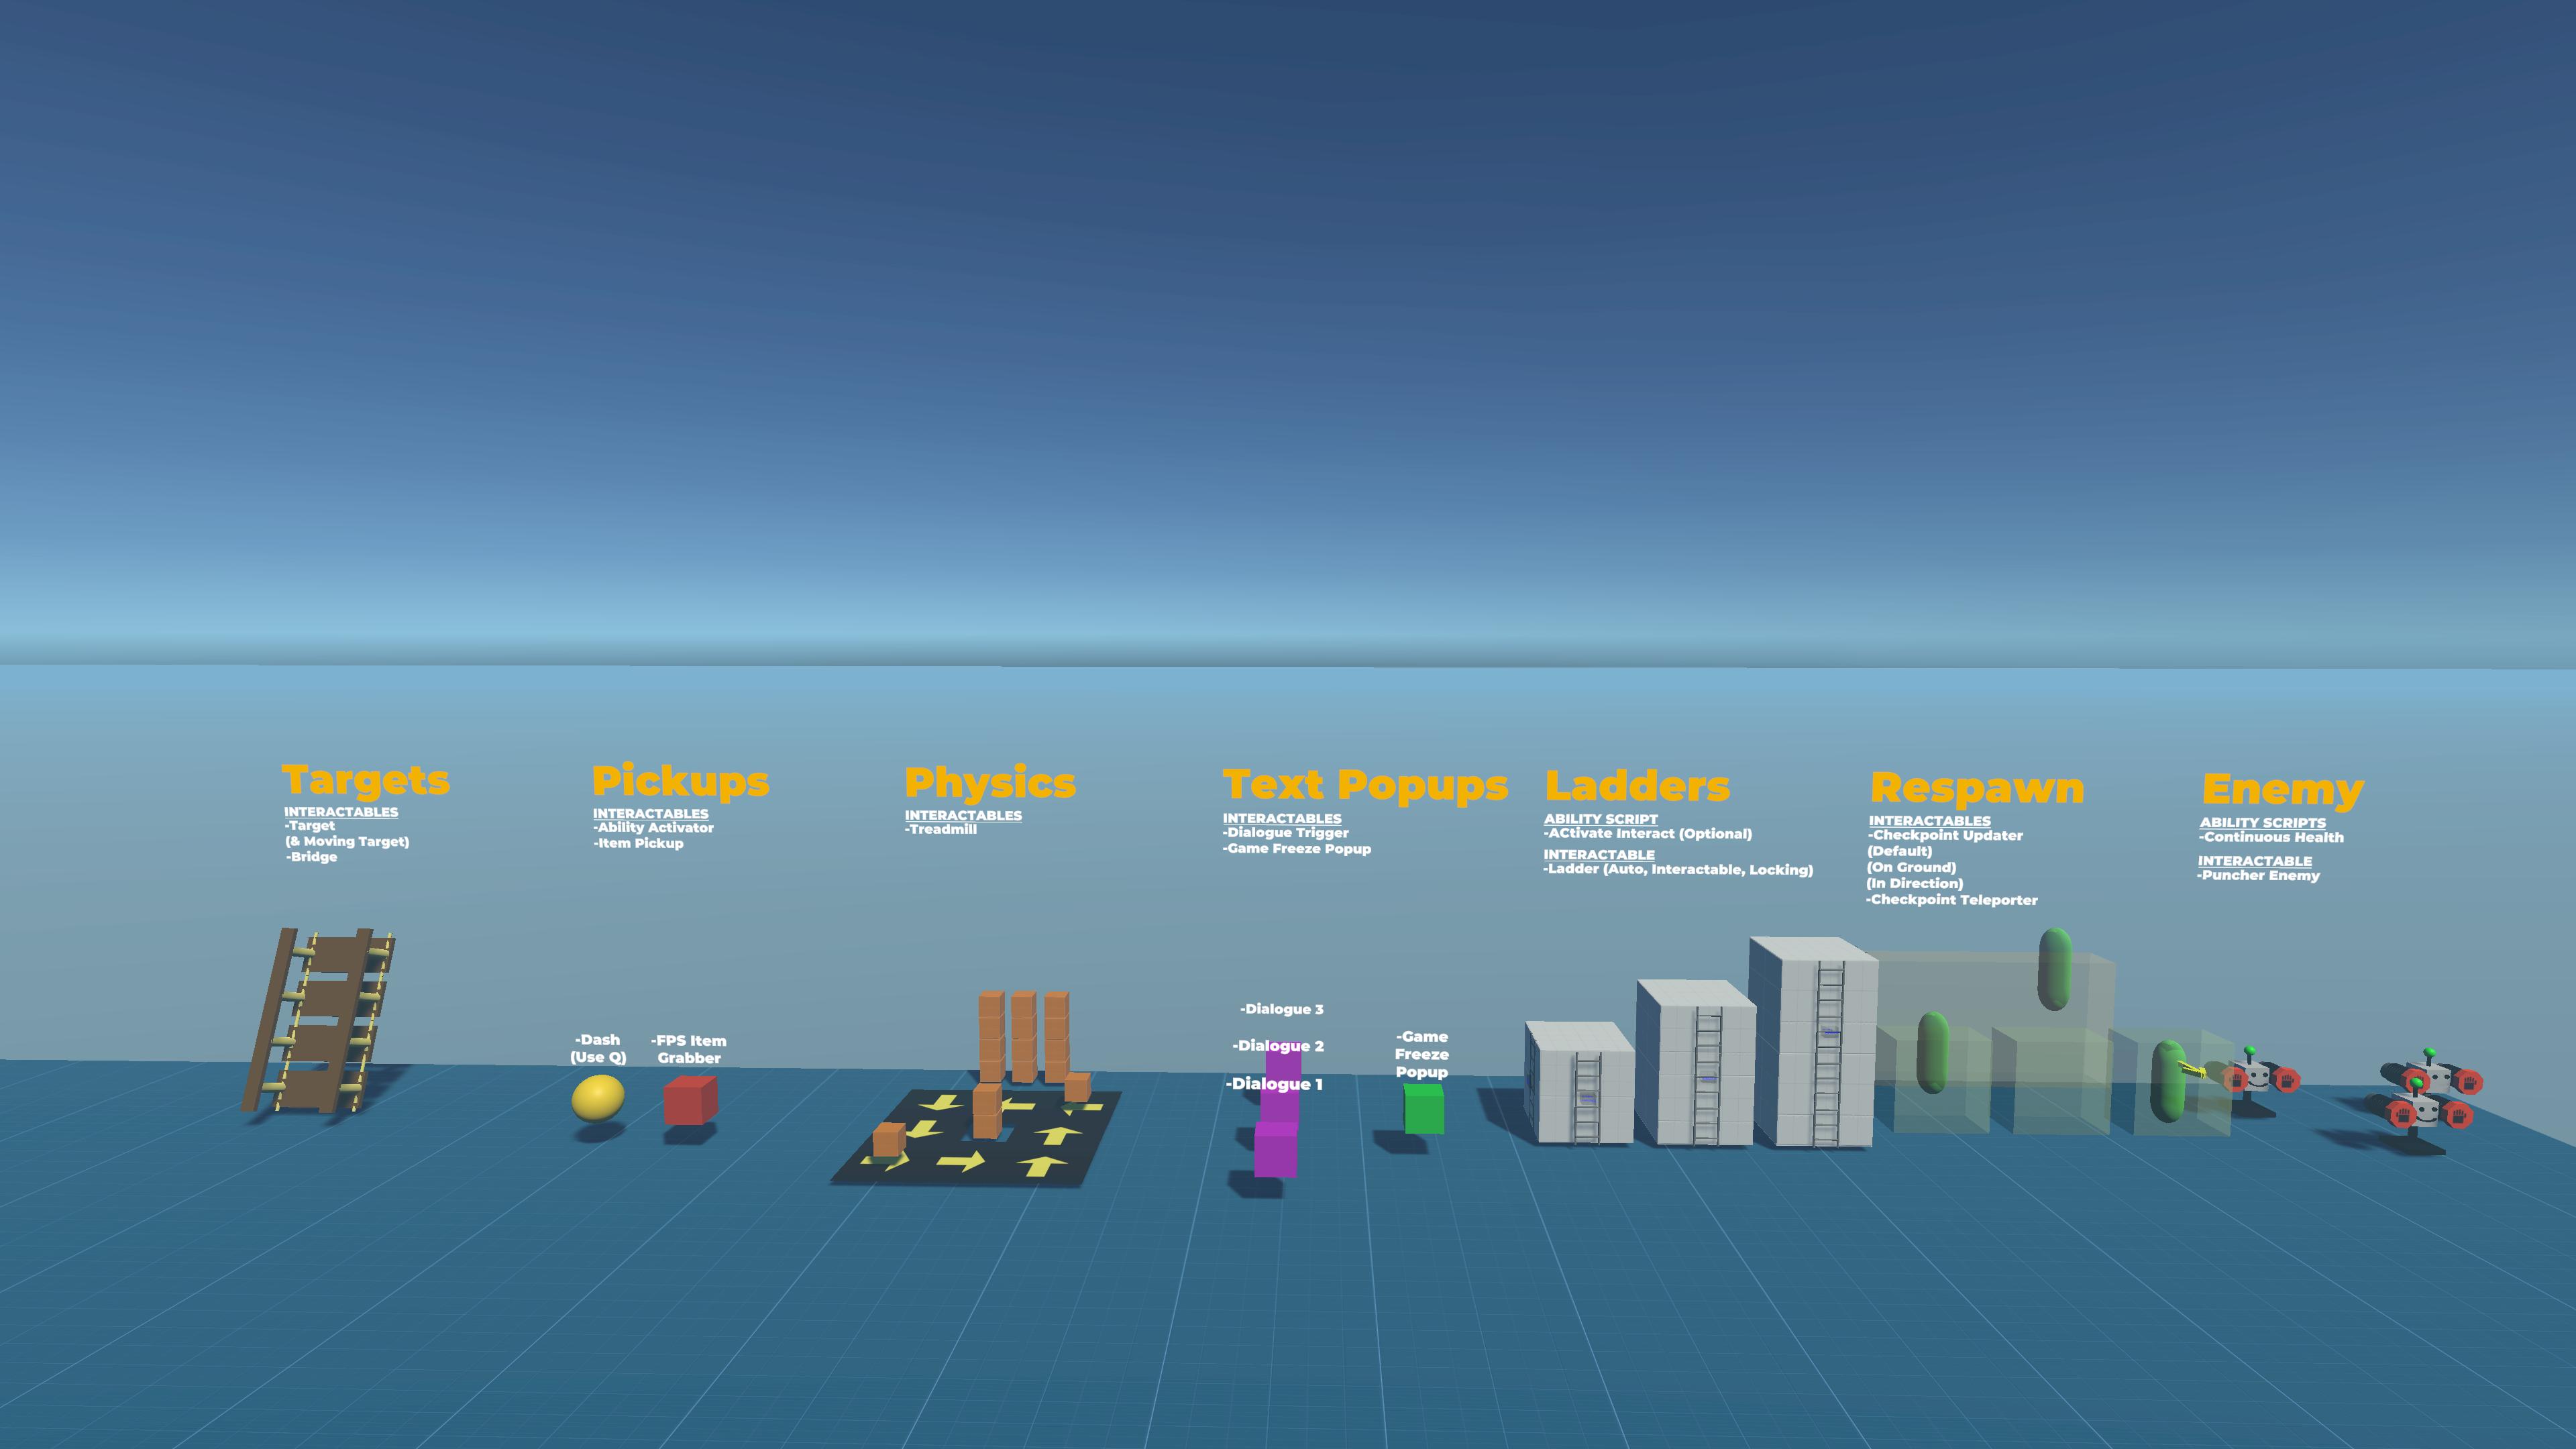 Targets
INTERACTABLES
-Target
(& Moving Target)
-Bridge
Pickups
INTERACTABLES
-Ability Activator
-Item Pickup
-Dash
(Use Q)
-FPS Item
Grabber
Physics
INTERACTABLES
-Treadmill
Text Popups
INTERACTABLES
-Dialogue Trigger
-Game Freeze Popup
-Dialogue 3
-Dialogue 2
-Dialogue 1
-Game
Freeze
Popup
Ladders
ABILITY SCRIPT
-ACtivate Interact (Optional)
INTERACTABLE
-Ladder (Auto, Interactable, Locking)
Respawn
INTERACTABLES
-Checkpoint Updater
(Default)
(On Ground)
(In Direction)
-Checkpoint Teleporter
Enemy
ABILITY SCRIPTS
-Continuous Health
INTERACTABLE
-Puncher Enemy